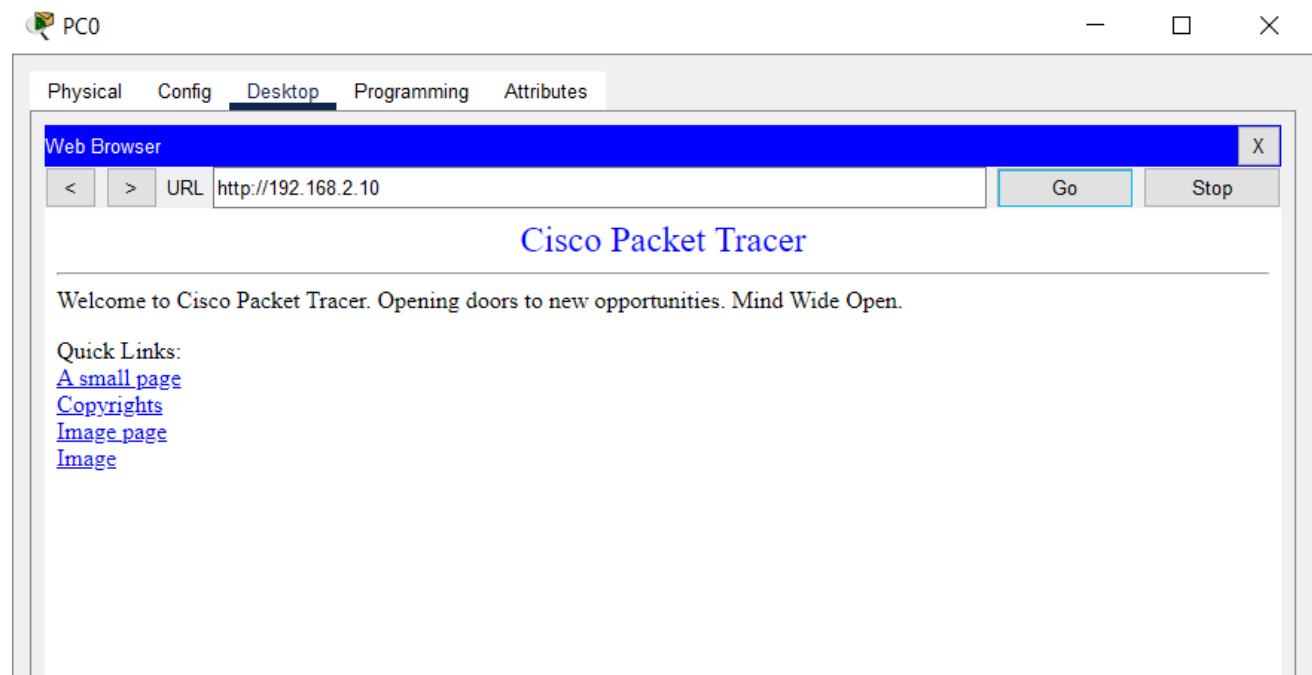 PC0
Physical Config Desktop Programming Attributes
Web Browser X
< > URL http://192.168.2.10 Go Stop
Cisco Packet Tracer
Welcome to Cisco Packet Tracer. Opening doors to new opportunities. Mind Wide Open.
Quick Links:
A small page
Copyrights
Image page
Image